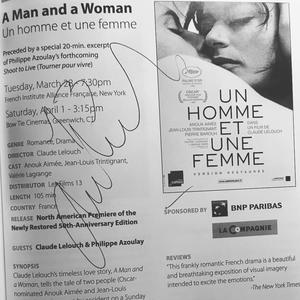 A Man and a Woman
Un homme et une femme
Preceded by a special 20-min. excerpt
of Philippe Azoulay's forthcoming
Shoot to Live (Tourner pour vivre)
Tuesday, March 28 - 7:30pm
French Institute Alliance Française, New York
Saturday, April 1 - 3:15pm
Bow Tie Cinemas, Greenwich, CT
GENRE Romance, Drama
DIRECTOR Claude Lelouch
CAST Anouk Aimée, Jean-Louis Trintignant,
Valérie Lagrange
DISTRIBUTOR Les Films 13
LENGTH 105 min
COUNTRY France
RELEASE North American Premiere of the
Newly Restored 50th-Anniversary Edition
GUESTS Claude Lelouch & Philippe Azoulay
SYNOPSIS
Claude Lelouch's timeless love story, A Man and
a Woman, tells the tale of two people (Oscar-
nominated Anouk Aimée and Jean-Louis
by accident on a Sunday
UN
HOMME
ET
UNE
FEMME
ANOUK AIMÉE
JEAN-LOUIS TRINTIGNANT
PIERRE BAROUH
DANS
UN FILM DE
CLAUDE LELOUCH
VERSION RESTAURÉE
SPONSORED BY
BNP PARIBAS
LA COMPAGNIE
REVIEWS
"This frankly romantic French drama is a beautiful
and breathtaking exposition of visual imagery
intended to excite the emotions."
The New York Times